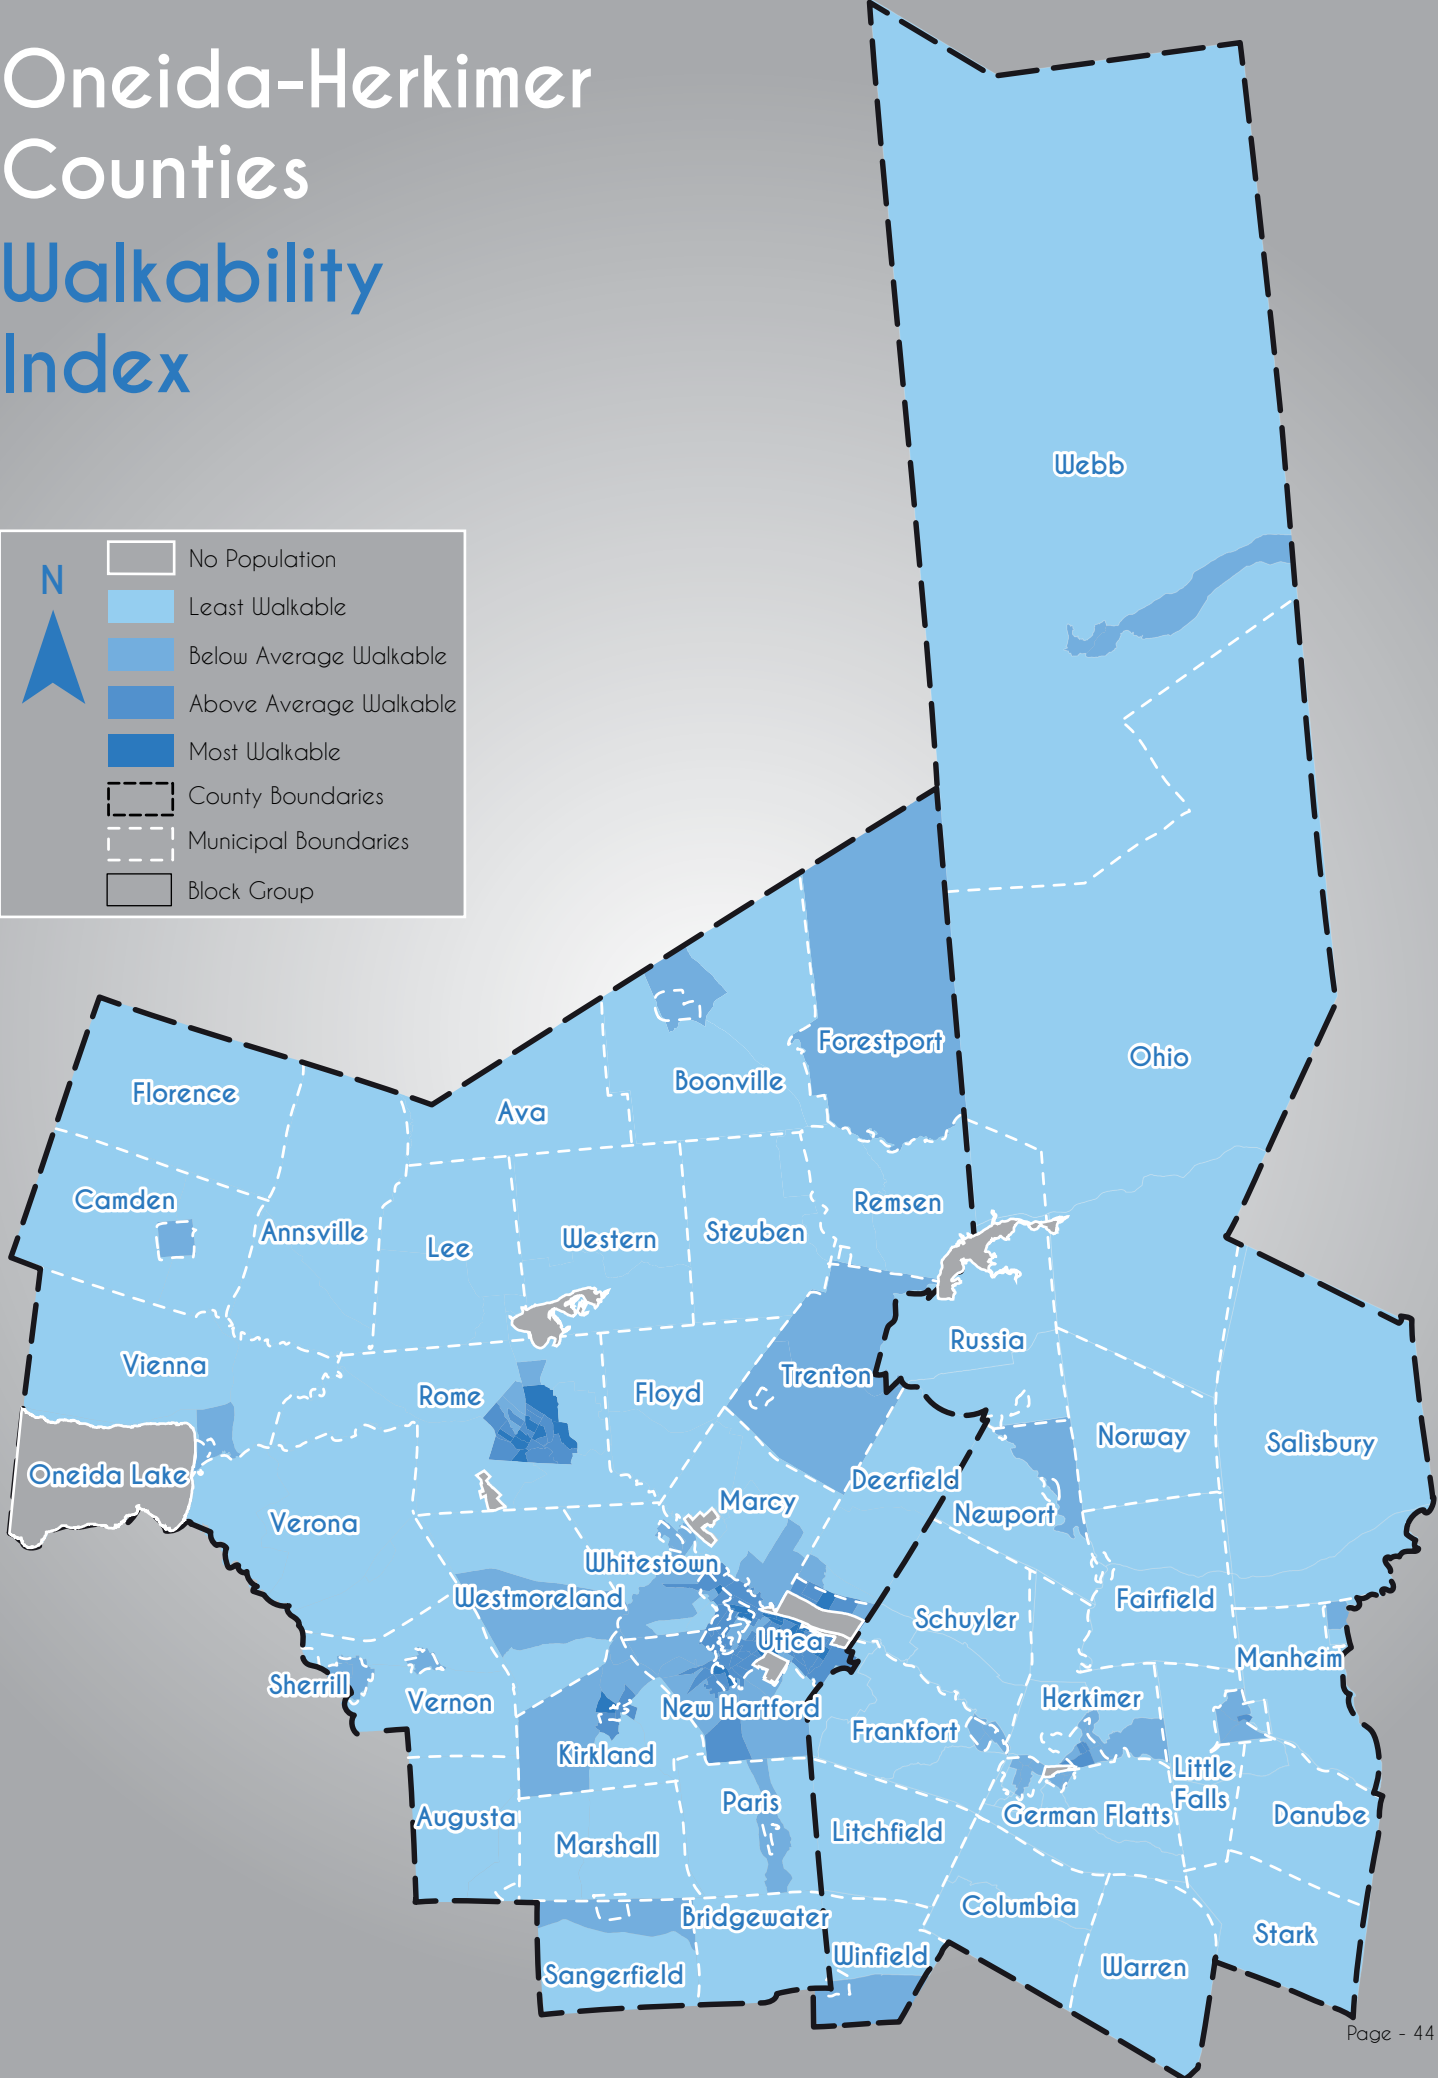 Oneida-Herkimer
Counties
Walkability
Index
N
No Population
Least Walkable
Below Average Walkable
Above Average Walkable
Most Walkable
County Boundaries
Municipal Boundaries
Block Group
Webb
Forestport
Ohio
Boonville
Florence
Ava
Camden
Annsville
Lee
Western
Steuben
Remsen
Russia
Vienna
Rome
Floyd
Trenton
Norway
Salisbury
Oneida Lake
Deerfield
Marcy
Newport
Verona
Whitestown
Westmoreland
Fairfield
Schuyler
Utica
Manheim
Sherrill
Vernon
New Hartford
Herkimer
Frankfort
Kirkland
Little
Falls
Paris
German Flatts
Danube
Augusta
Marshall
Litchfield
Columbia
Bridgewater
Stark
Winfield
Warren
Sangerfield
Page - 44